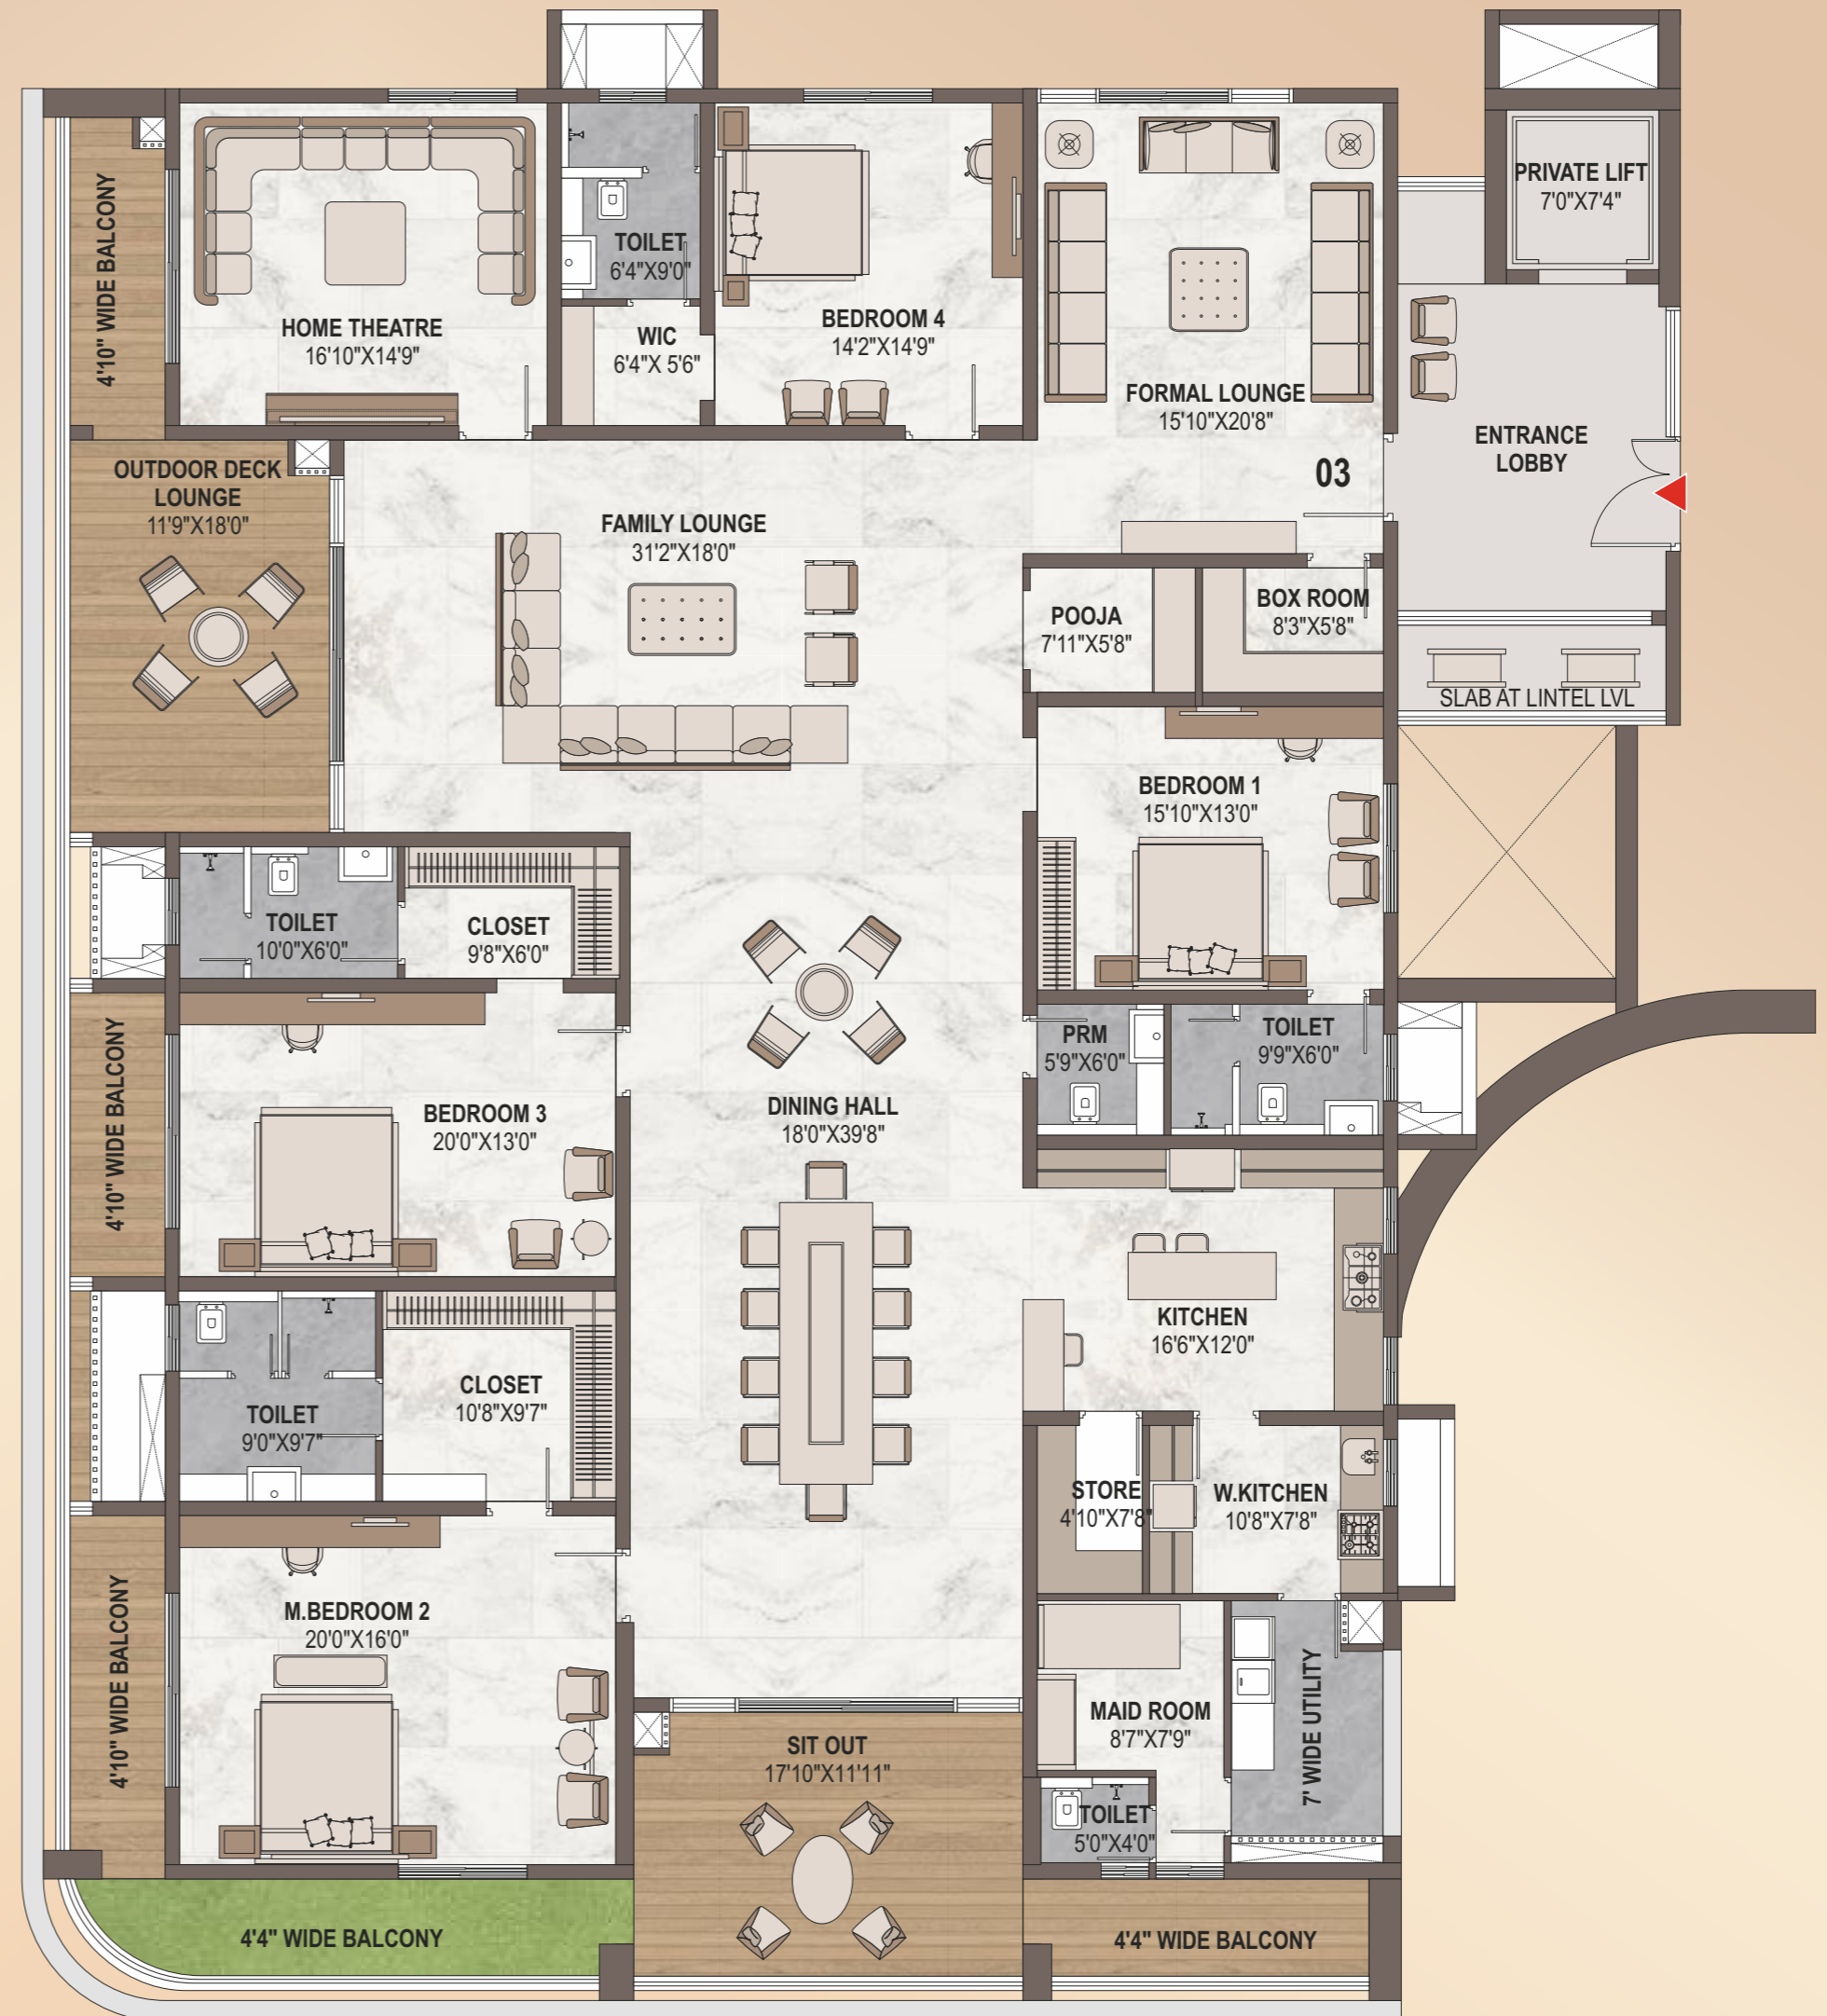 PRIVATE LIFT
7'0"X7'4"
4'10" WIDE BALCONY
HOME THEATRE
16'10"X14'9"
TOILET
6'4"X9'0"
WIC
6'4"X 5'6"
BEDROOM 4
14'2"X14'9"
FORMAL LOUNGE
15'10"X20'8"
ENTRANCE
LOBBY
03
OUTDOOR DECK
LOUNGE
11'9"X18'0"
FAMILY LOUNGE
31'2"X18'0"
POOJA
7'11"X5'8"
BOX ROOM
8'3"X5'8"
SLAB AT LINTEL LVL
BEDROOM 1
15'10"X13'0"
TOILET
10'0"X6'0"
CLOSET
9'8"X6'0"
PRM
5'9"X6'0"
TOILET
9'9"X6'0"
4'10" WIDE BALCONY
BEDROOM 3
20'0"X13'0"
DINING HALL
18'0"X39'8"
KITCHEN
16'6"X12'0"
TOILET
9'0"X9'7"
CLOSET
10'8"X9'7"
STORE
4'10"X7'8"
W.KITCHEN
10'8"X7'8"
4'10" WIDE BALCONY
M.BEDROOM 2
20'0"X16'0"
MAID ROOM
8'7"X7'9"
7' WIDE UTILITY
SIT OUT
17'10"X11'11"
TOILET
5'0"X4'0"
4'4" WIDE BALCONY
4'4" WIDE BALCONY